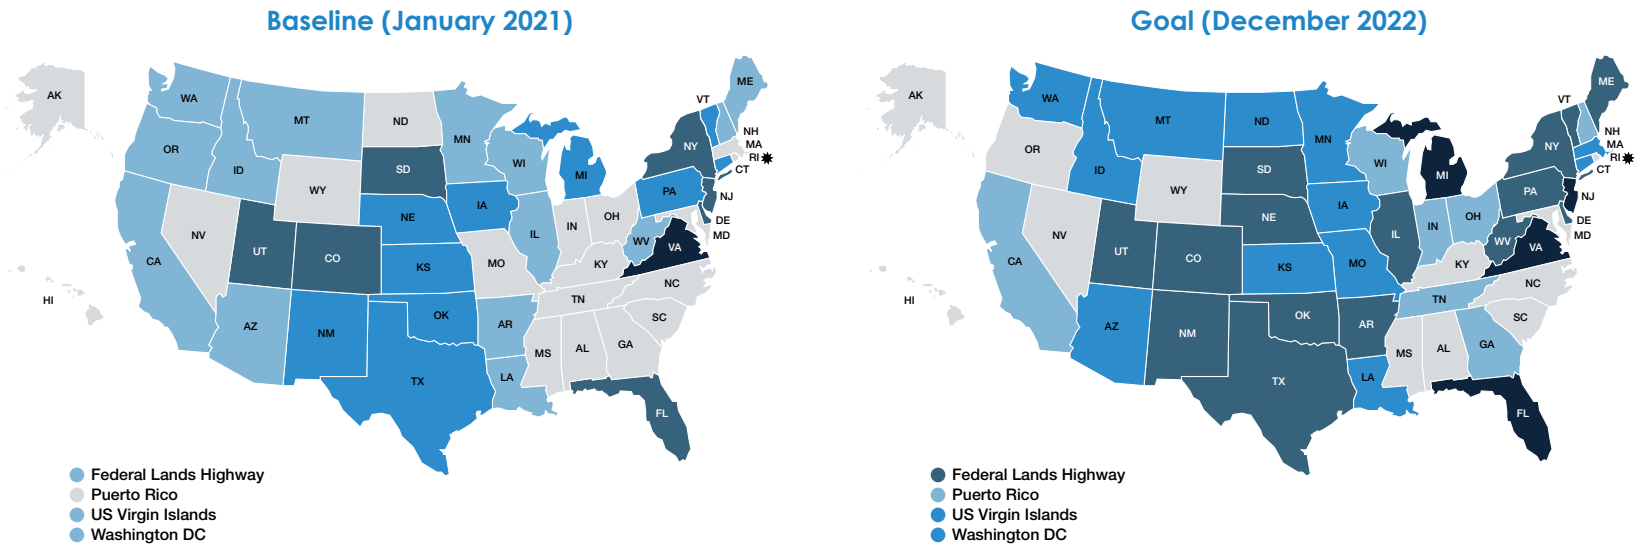 Baseline (January 2021)
AK
WA
MT
ND
MN
OR
ID
WI
SD
WY
MI
NY
VT
ME
NH
MA
RI
CT
NJ
DE
MD
PA
IA
NE
NV
UT
CO
CA
IL
IN
OH
WV
VA
KS
MO
KY
NC
TN
SC
HI
AZ
NM
OK
AR
MS
AL
GA
TX
LA
FL
Federal Lands Highway
Puerto Rico
US Virgin Islands
Washington DC
Goal (December 2022)
AK
WA
MT
ND
MN
OR
ID
WI
SD
WY
MI
NY
VT
ME
NH
MA
RI
CT
NJ
DE
MD
PA
IA
NE
NV
UT
CO
CA
IL
IN
OH
WV
VA
KS
MO
KY
NC
TN
SC
HI
AZ
NM
OK
AR
MS
AL
GA
TX
LA
FL
Federal Lands Highway
Puerto Rico
US Virgin Islands
Washington DC